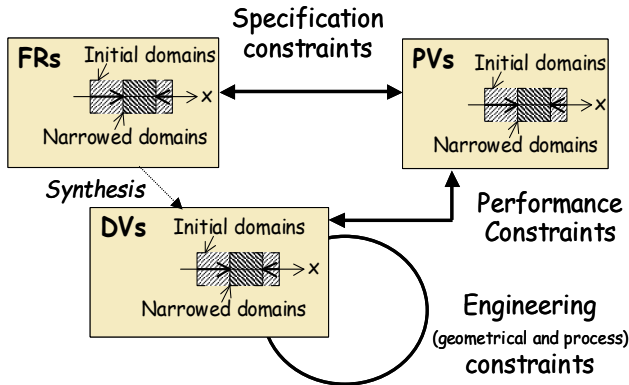 Specification
constraints
FRs
Initial domains
x
Narrowed domains
PVs
Initial domains
x
Narrowed domains
Synthesis
DVs
Initial domains
x
Narrowed domains
Performance
Constraints
Engineering
(geometrical and process)
constraints